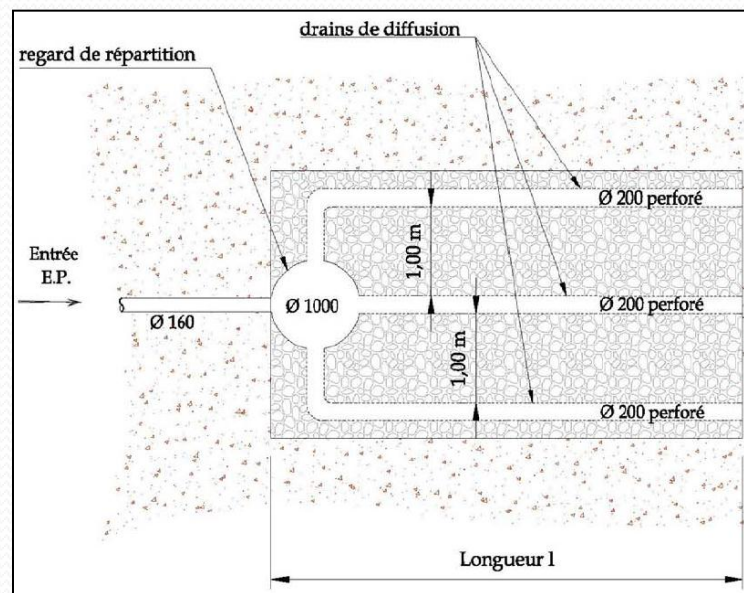 drains de diffusion
regard de répartition
Ø 200 perforé
1,00 m
Entrée
E.P.
Ø 1000
Ø 200 perforé
Ø 160
1,00 m
Ø 200 perforé
Longueur l